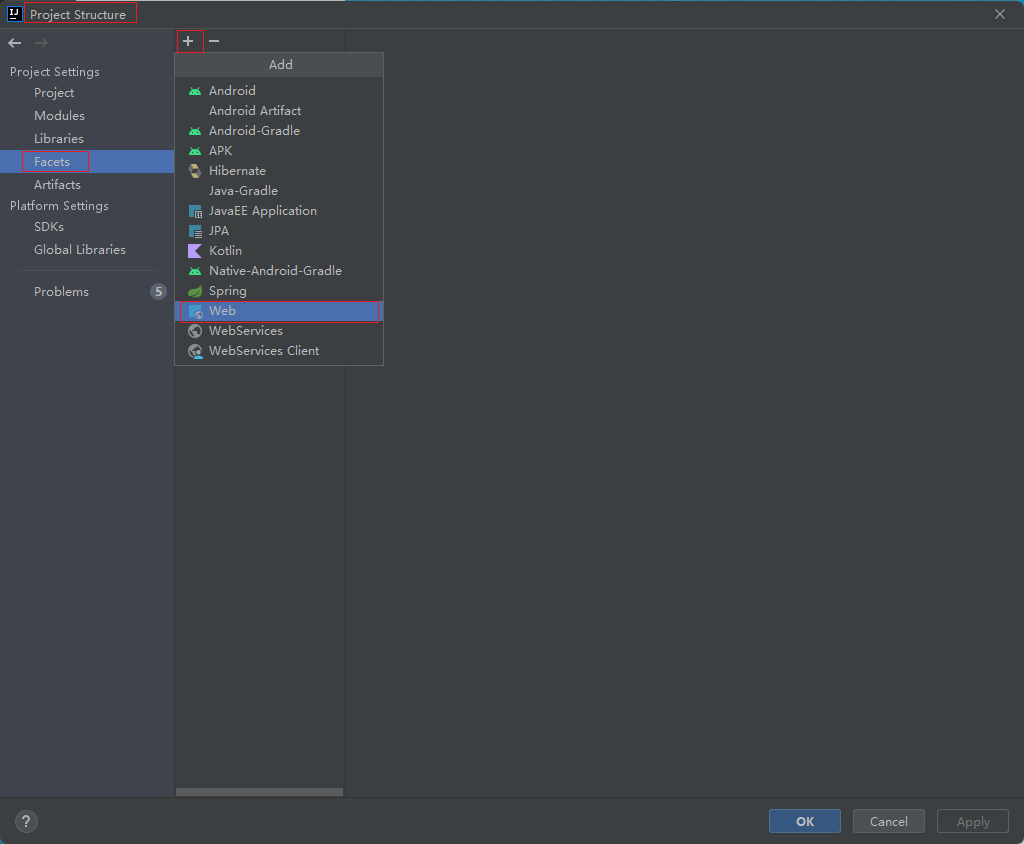 IJ
Project Structure
Project Settings
Project
Modules
Libraries
Facets
Artifacts
Platform Settings
SDKs
Global Libraries
Problems
5
Add
Android
Android Artifact
Android-Gradle
APK
Hibernate
Java-Gradle
JavaEE Application
JPA
Kotlin
Native-Android-Gradle
Spring
Web
WebServices
WebServices Client
?
OK
Cancel
Apply